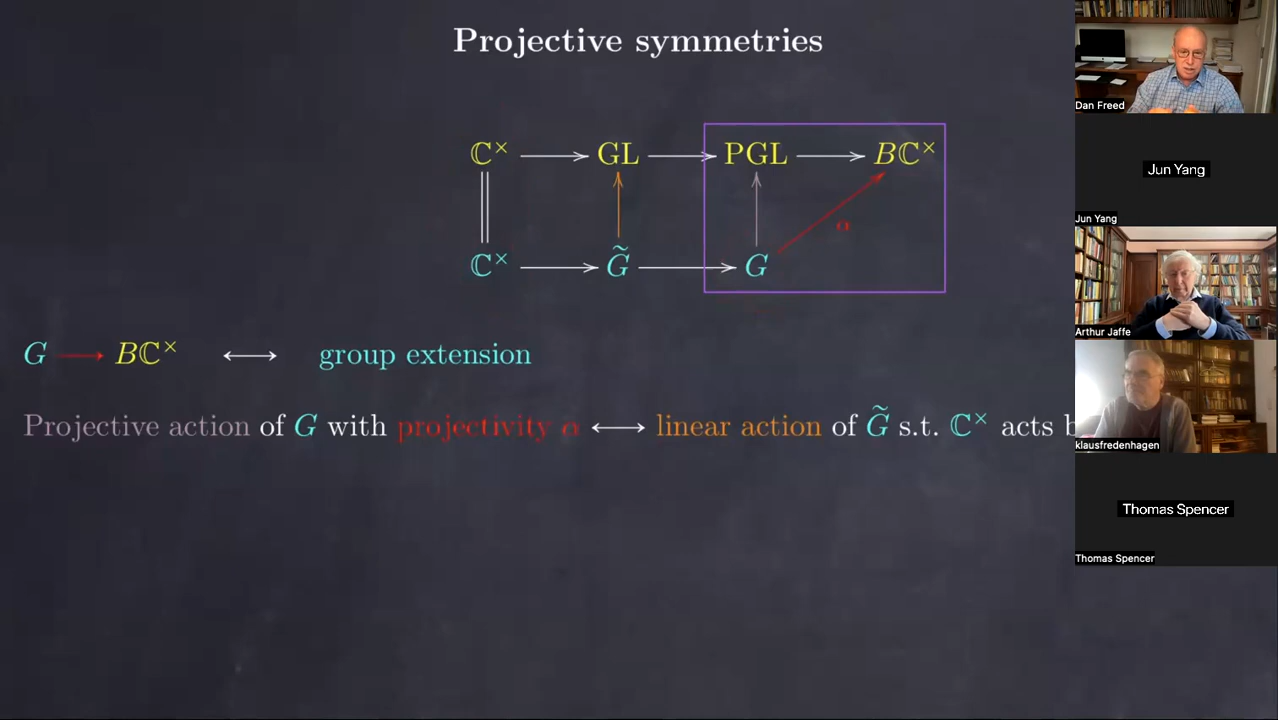 Projective symmetries
ℂ× GL PGL Bℂ×
α
ℂ× G̃ G
G ⟶ Bℂ× ⟷ group extension
Projective action of G with projectivity α ⟷ linear action of G̃ s.t. ℂ× acts
Dan Freed
Jun Yang
Jun Yang
Arthur Jaffe
klausfredenhagen
Thomas Spencer
Thomas Spencer